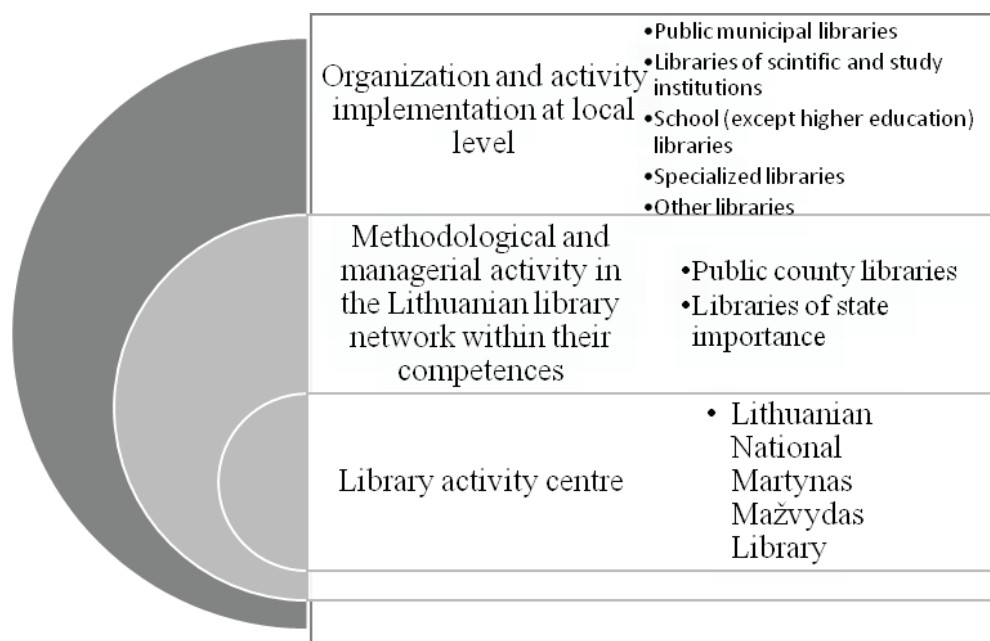 Organization and activity
implementation at local
level
•Public municipal libraries
•Libraries of scintific and study
institutions
•School (except higher education)
libraries
•Specialized libraries
•Other libraries
Methodological and
managerial activity in
the Lithuanian library
network within their
competences
•Public county libraries
•Libraries of state
importance
Library activity centre
• Lithuanian
National
Martynas
Mažvydas
Library